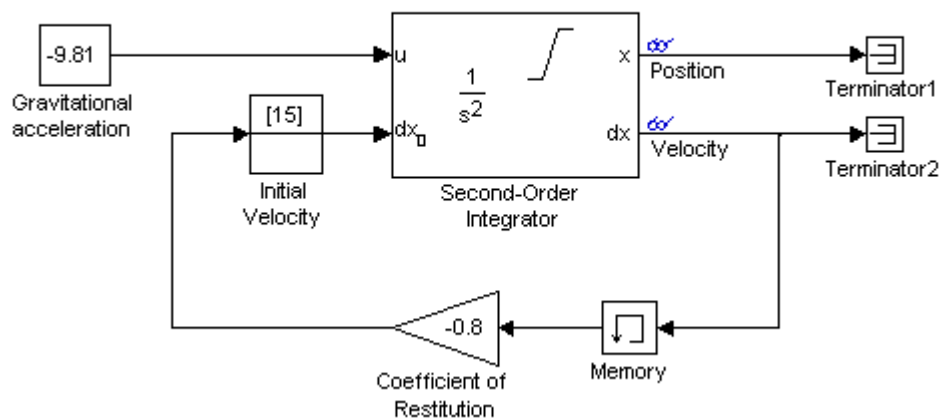 -9.81
Gravitational
acceleration
[15]
Initial
Velocity
u
dx0
1
s2
x
dx
Second-Order
Integrator
Position
Velocity
Terminator1
Terminator2
-0.8
Coefficient of
Restitution
Memory